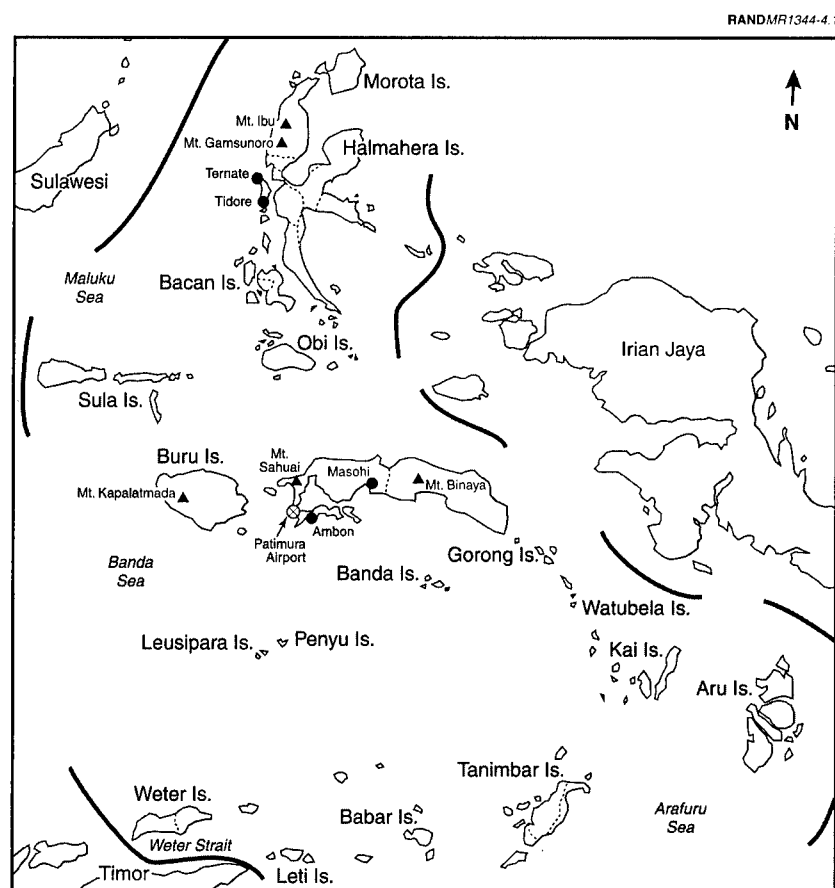 RANDMR1344-4.1
Morota Is.
Mt. Ibu
N
Mt. Gamsunoro
Halmahera Is.
Ternate
Sulawesi
Tidore
Maluku
Sea
Bacan Is.
Obi Is.
Irian Jaya
Sula Is.
Buru Is.
Mt.
Sahuai
Masohi
Mt. Kapalatmada
Mt. Binaya
Ambon
Patimura
Airport
Gorong Is.
Banda
Sea
Banda Is.
Watubela Is.
Leusipara Is.
Penyu Is.
Kai Is.
Aru Is.
Tanimbar Is.
Weter Is.
Babar Is.
Arafuru
Sea
Weter Strait
Timor
Leti Is.